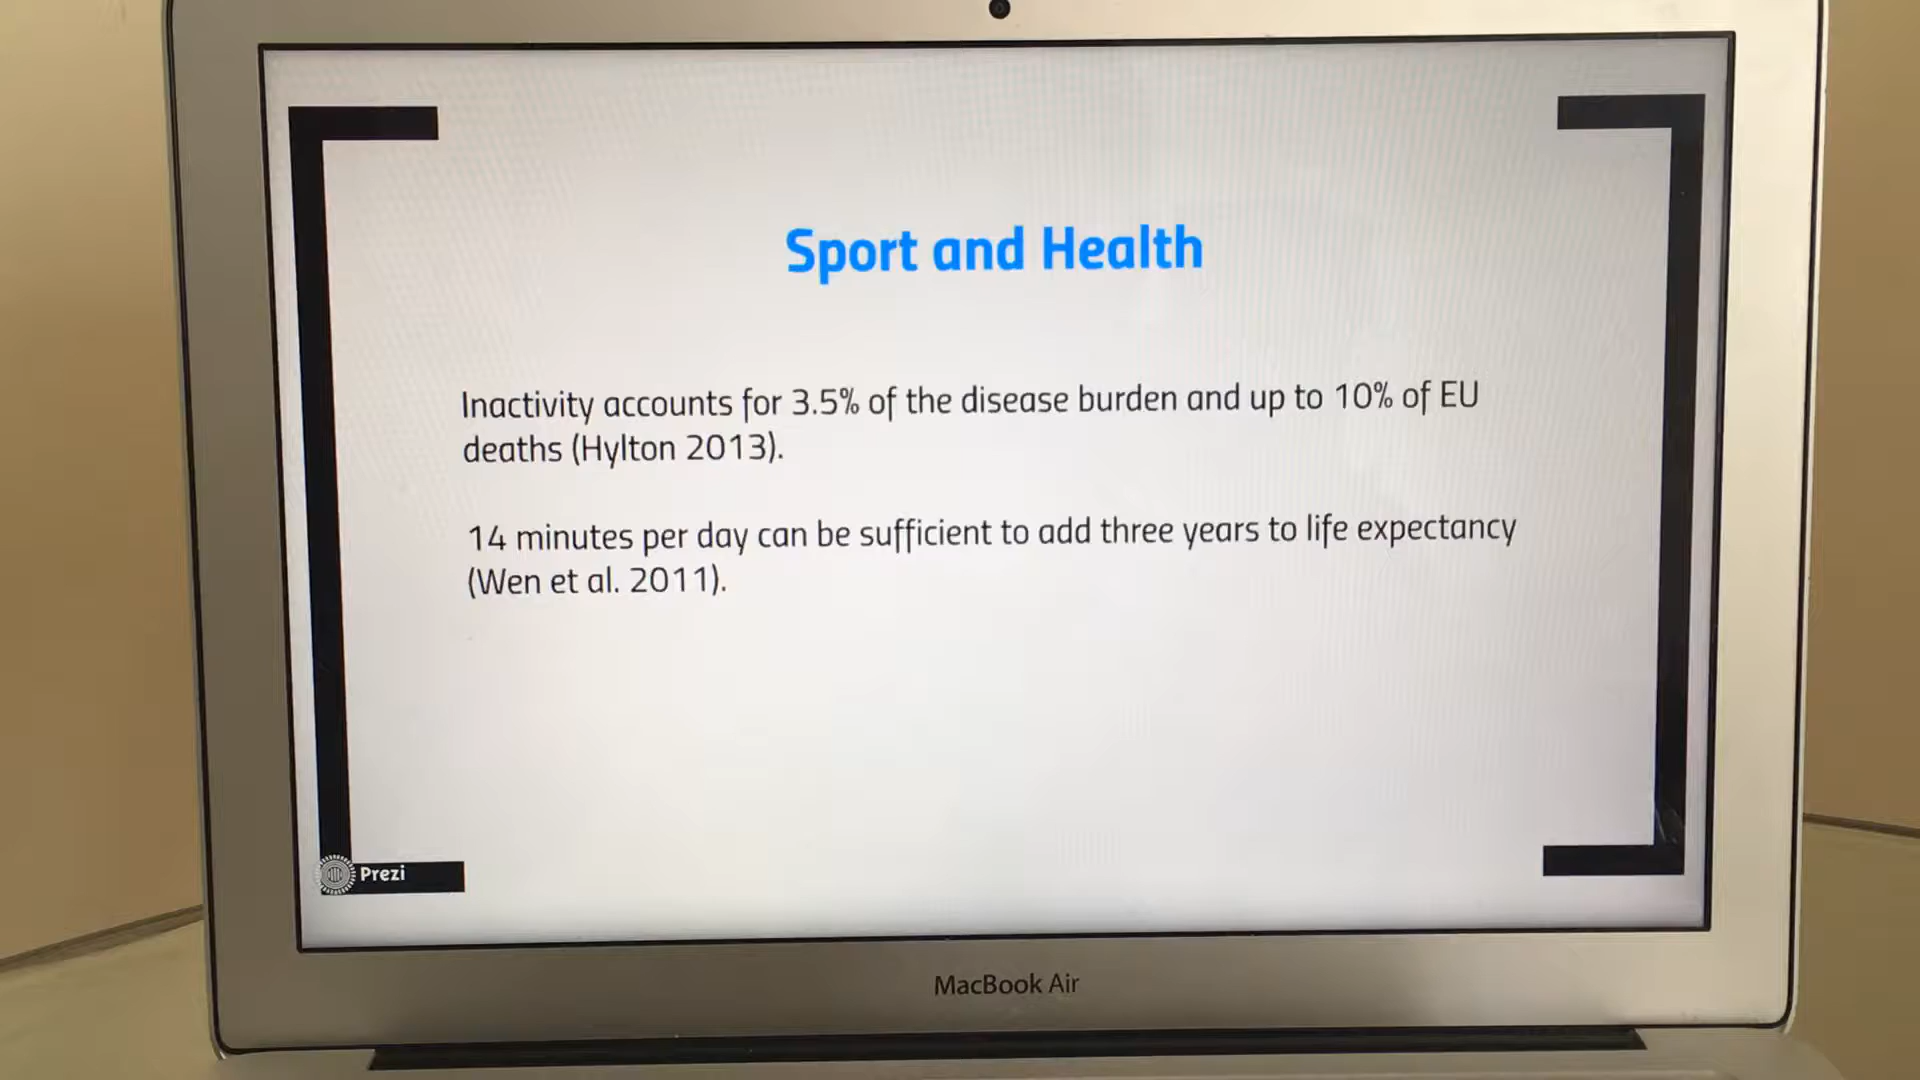 Sport and Health
Inactivity accounts for 3.5% of the disease burden and up to 10% of EU
deaths (Hylton 2013).
14 minutes per day can be sufficient to add three years to life expectancy
(Wen et al. 2011).
Prezi
MacBook Air